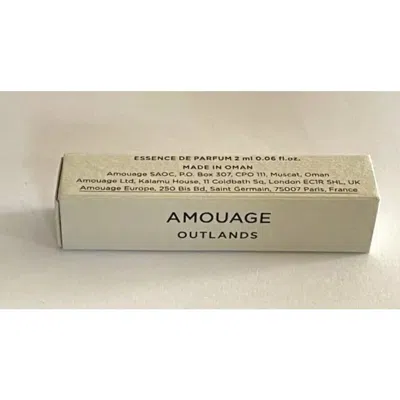 ESSENCE DE PARFUM 2 ml 0.06 fl.oz.
MADE IN OMAN
Amouage SAOC, P.O. Box 307, CPO 111, Muscat, Oman
Amouage Ltd, Kalamu House, 11 Coldbath Sq, London EC1R 5HL, UK
Amouage Europe, 250 Bis Bd, Saint Germain, 75007 Paris, France
AMOUAGE
OUTLANDS